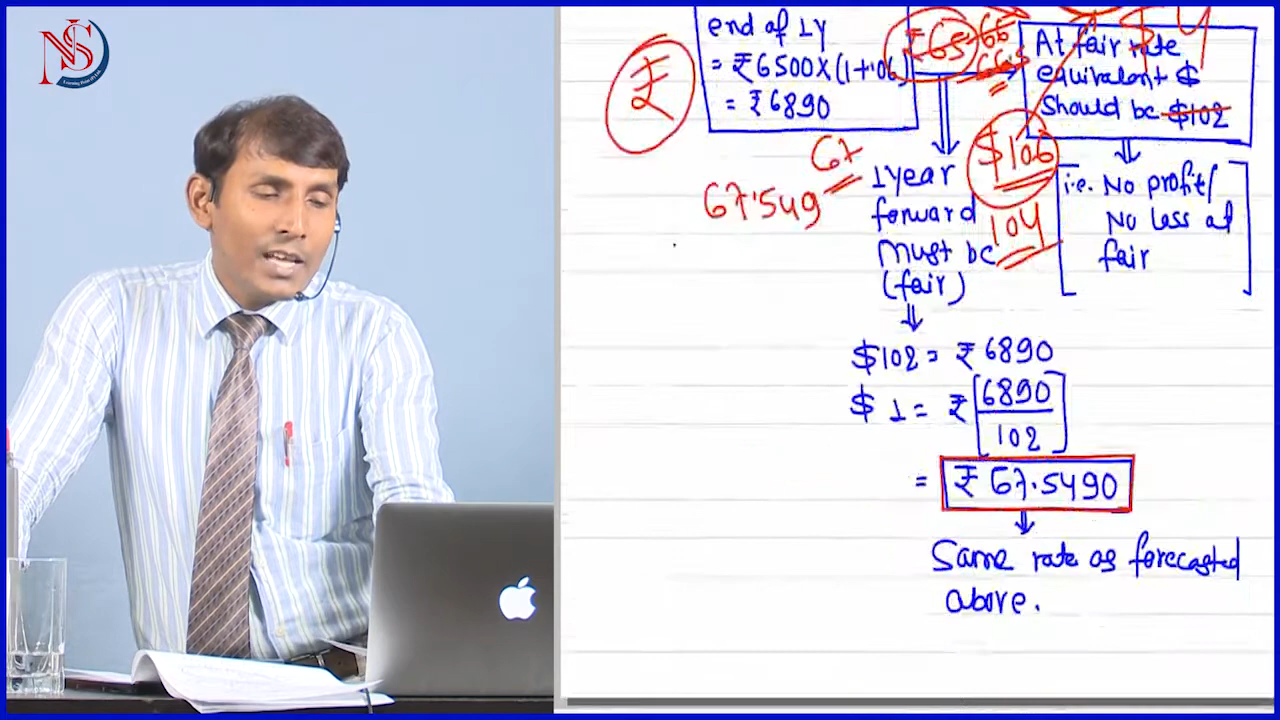 NSI
end of 1Y
= ₹6500×(1+.06)
= ₹6890
₹
₹65
66
At fair rate
equivalent $
Should be $102
67
67.549
1year
forward
Must be
(fair)
$106
104
i.e. No profit/
No loss at
fair
$102 = ₹6890
$ 1 = ₹[6890/102]
= ₹67.5490
Same rate as forecasted
above.